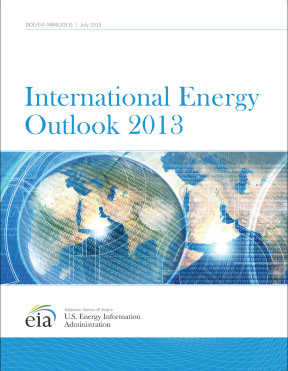 DOE/EIA-0484(2013) | July 2013
International Energy
Outlook 2013
Independent Statistics & Analysis
eia
U.S. Energy Information
Administration